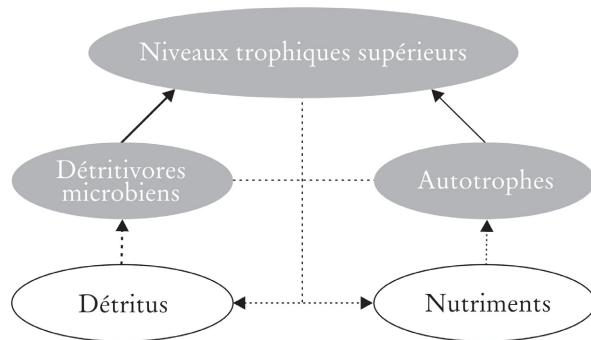 Niveaux trophiques supérieurs
Détritivores
microbiens
Autotrophes
Détritus
Nutriments